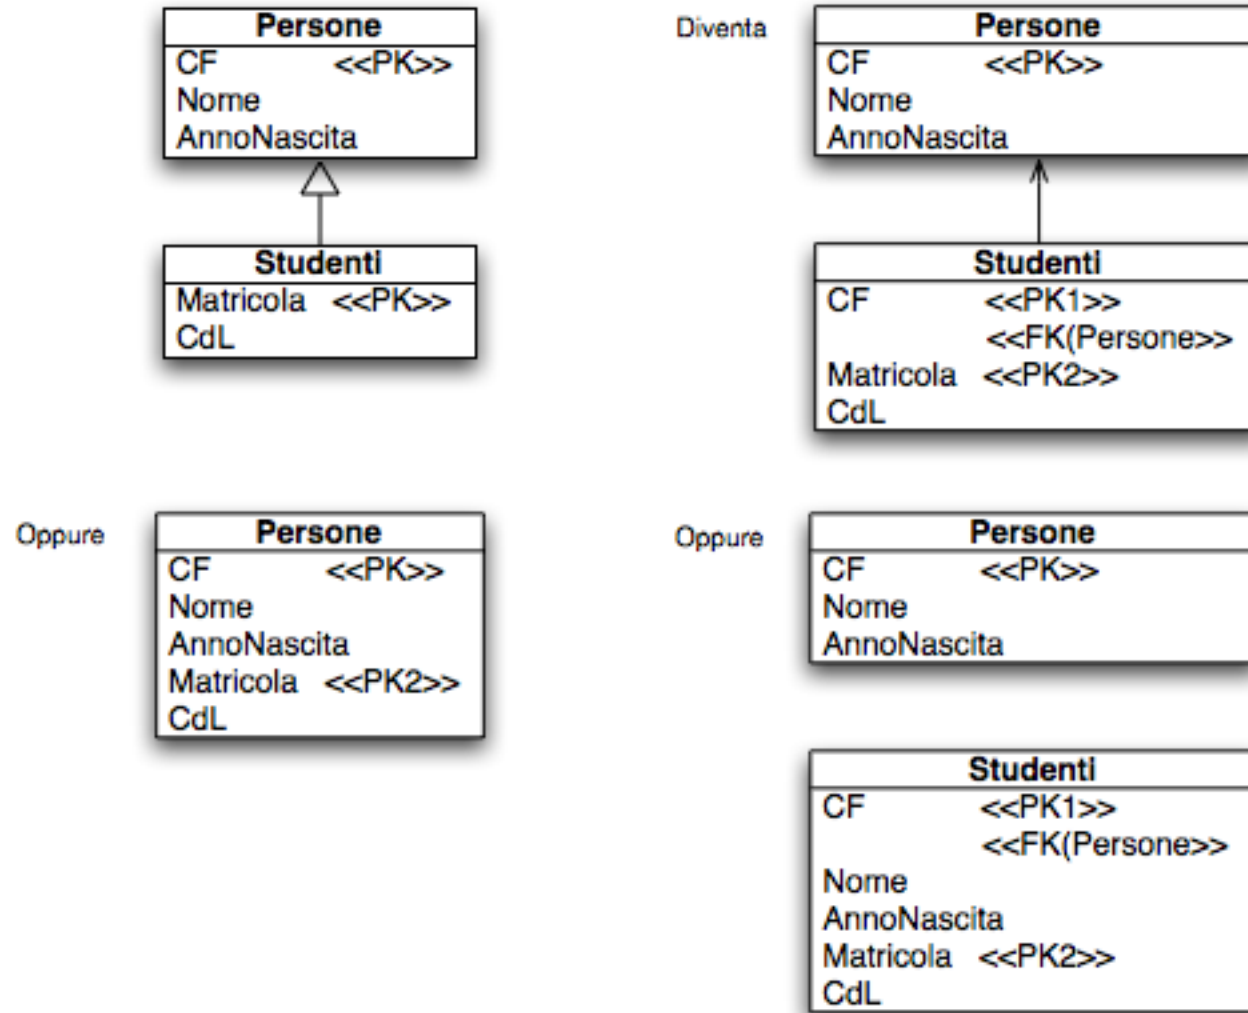 Persone
CF <<PK>>
Nome
AnnoNascita
Studenti
Matricola <<PK>>
CdL
Diventa
Persone
CF <<PK>>
Nome
AnnoNascita
Studenti
CF <<PK1>>
<<FK(Persone>>
Matricola <<PK2>>
CdL
Oppure
Persone
CF <<PK>>
Nome
AnnoNascita
Matricola <<PK2>>
CdL
Oppure
Persone
CF <<PK>>
Nome
AnnoNascita
Studenti
CF <<PK1>>
<<FK(Persone>>
Nome
AnnoNascita
Matricola <<PK2>>
CdL